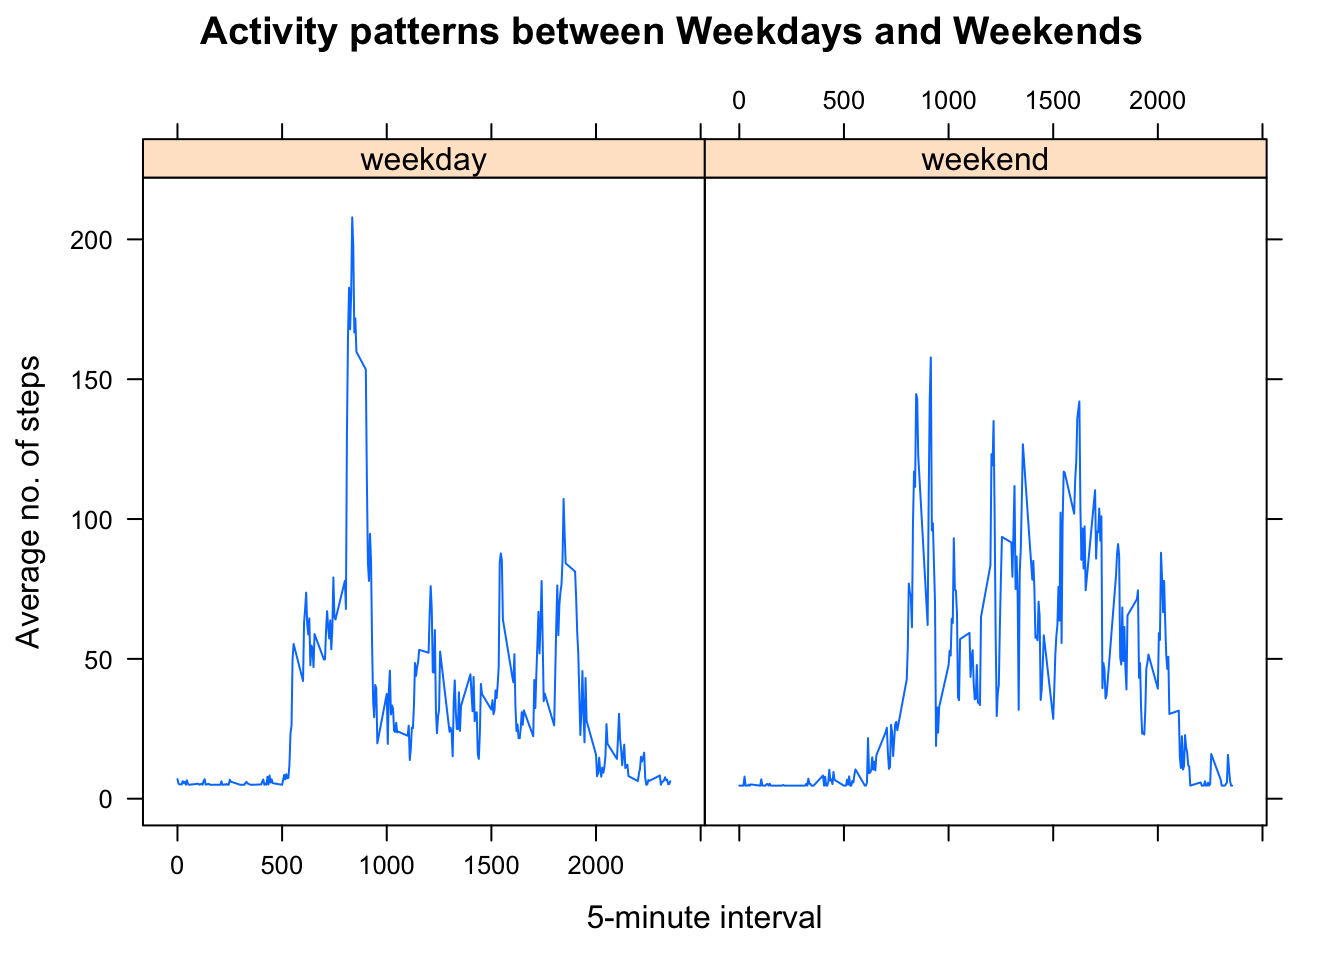 Activity patterns between Weekdays and Weekends
0 500 1000 1500 2000
weekday weekend
200
150
100
50
0
Average no. of steps
0 500 1000 1500 2000
5-minute interval